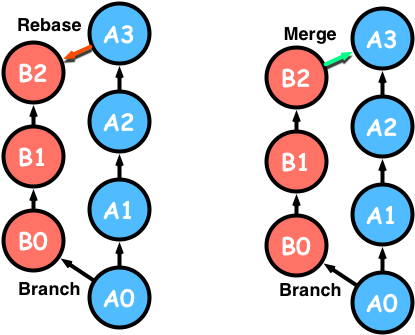 Rebase
A3
B2
A2
B1
A1
B0
Branch
A0
Merge
A3
B2
A2
B1
A1
B0
Branch
A0